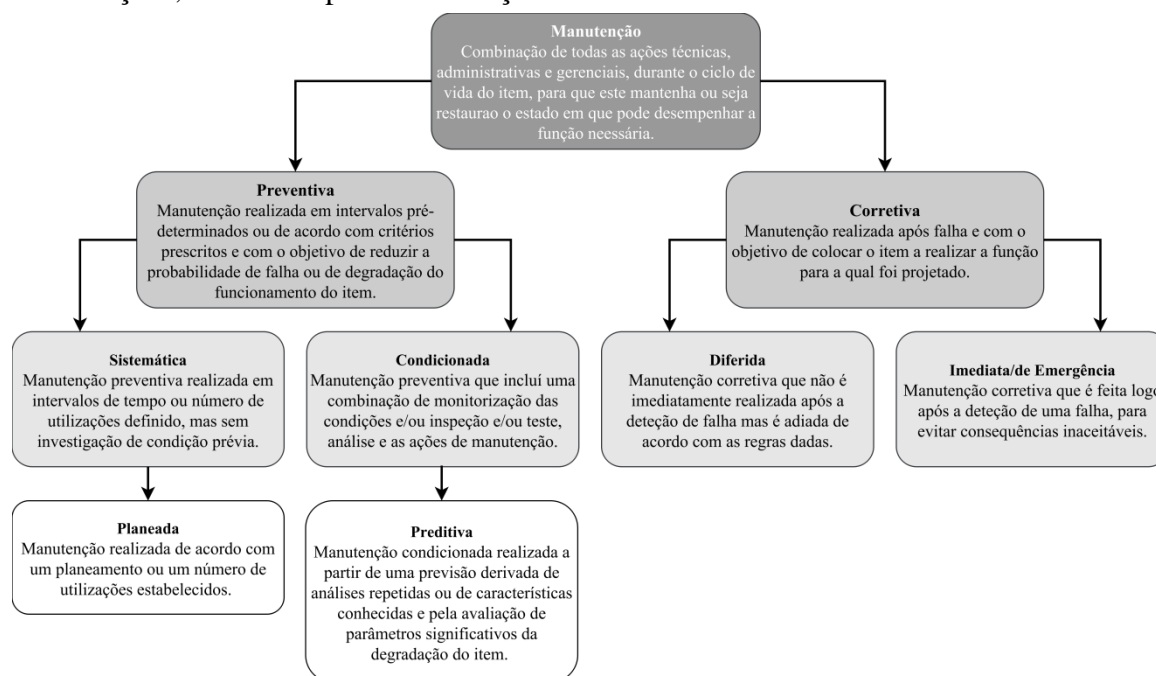 Manutenção
Combinação de todas as ações técnicas,
administrativas e gerenciais, durante o ciclo de
vida do item, para que este mantenha ou seja
restaurao o estado em que pode desempenhar a
função neessária.
Preventiva
Manutenção realizada em intervalos pré-
determinados ou de acordo com critérios
prescritos e com o objetivo de reduzir a
probabilidade de falha ou de degradação do
funcionamento do item.
Corretiva
Manutenção realizada após falha e com o
objetivo de colocar o item a realizar a função
para a qual foi projetado.
Sistemática
Manutenção preventiva realizada em
intervalos de tempo ou número de
utilizações definido, mas sem
investigação de condição prévia.
Condicionada
Manutenção preventiva que incluí uma
combinação de monitorização das
condições e/ou inspeção e/ou teste,
análise e as ações de manutenção.
Diferida
Manutenção corretiva que não é
imediatamente realizada após a
deteção de falha mas é adiada de
acordo com as regras dadas.
Imediata/de Emergência
Manutenção corretiva que é feita logo
após a deteção de uma falha, para
evitar consequências inaceitáveis.
Planeada
Manutenção realizada de acordo com
um planeamento ou um número de
utilizações estabelecidos.
Preditiva
Manutenção condicionada realizada a
partir de uma previsão derivada de
análises repetidas ou de características
conhecidas e pela avaliação de
parâmetros significativos da
degradação do item.